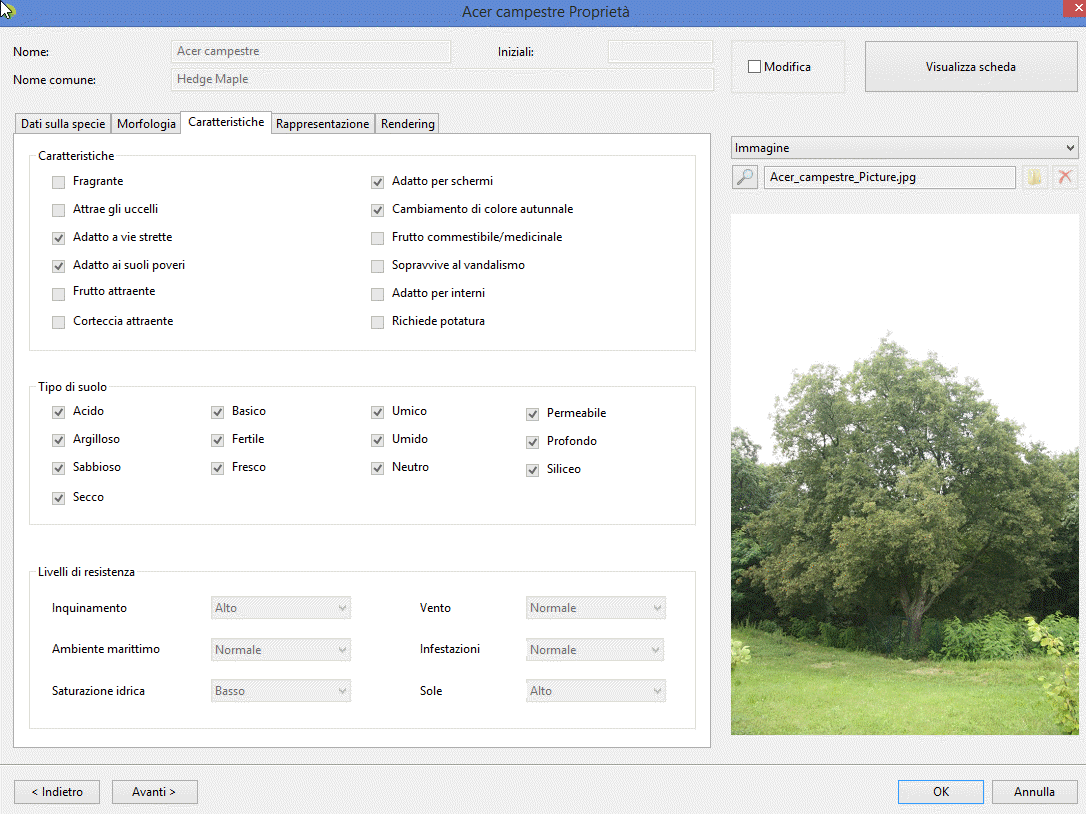 Acer campestre Proprietà
Nome: Acer campestre Iniziali:
Nome comune: Hedge Maple
Modifica
Visualizza scheda
Dati sulla specie Morfologia Caratteristiche Rappresentazione Rendering
Caratteristiche
Fragrante Adatto per schermi
Attrae gli uccelli Cambiamento di colore autunnale
Adatto a vie strette Frutto commestibile/medicinale
Adatto ai suoli poveri Sopravvive al vandalismo
Frutto attraente Adatto per interni
Corteccia attraente Richiede potatura
Tipo di suolo
Acido Basico Umico Permeabile
Argilloso Fertile Umido Profondo
Sabbioso Fresco Neutro Siliceo
Secco
Livelli di resistenza
Inquinamento Alto Vento Normale
Ambiente marittimo Normale Infestazioni Normale
Saturazione idrica Basso Sole Alto
Immagine
Acer_campestre_Picture.jpg
< Indietro Avanti > OK Annulla